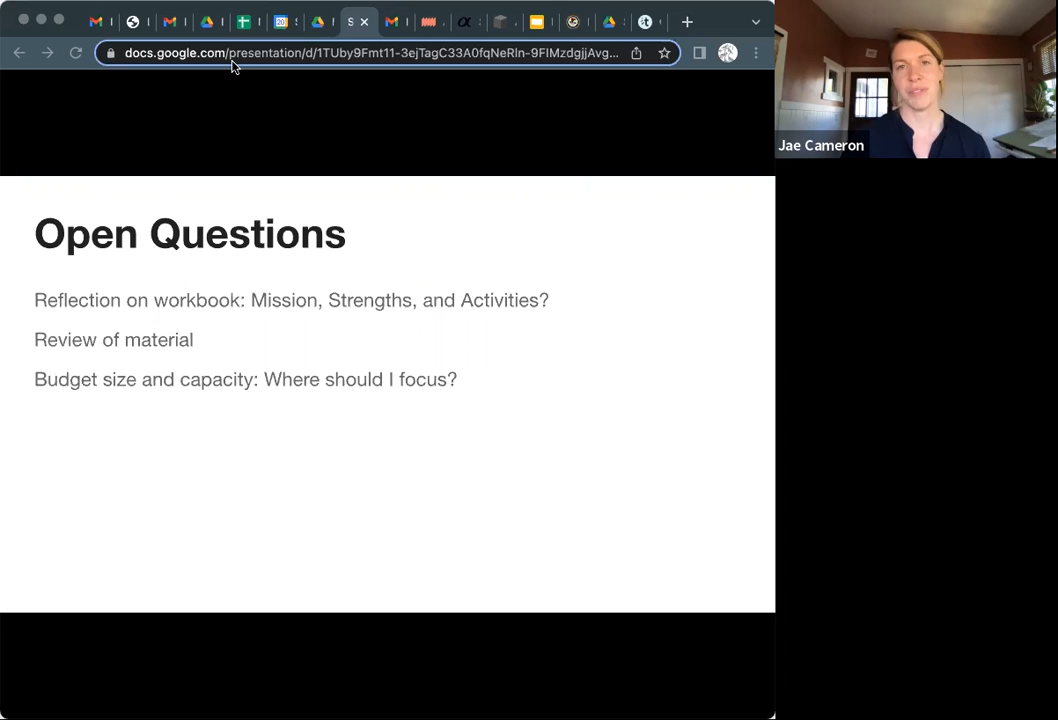 docs.google.com/presentation/d/1TUby9Fmt11-3ejTagC33A0fqNeRln-9FIMzdgjjAvg...
Jae Cameron
Open Questions
Reflection on workbook: Mission, Strengths, and Activities?
Review of material
Budget size and capacity: Where should I focus?